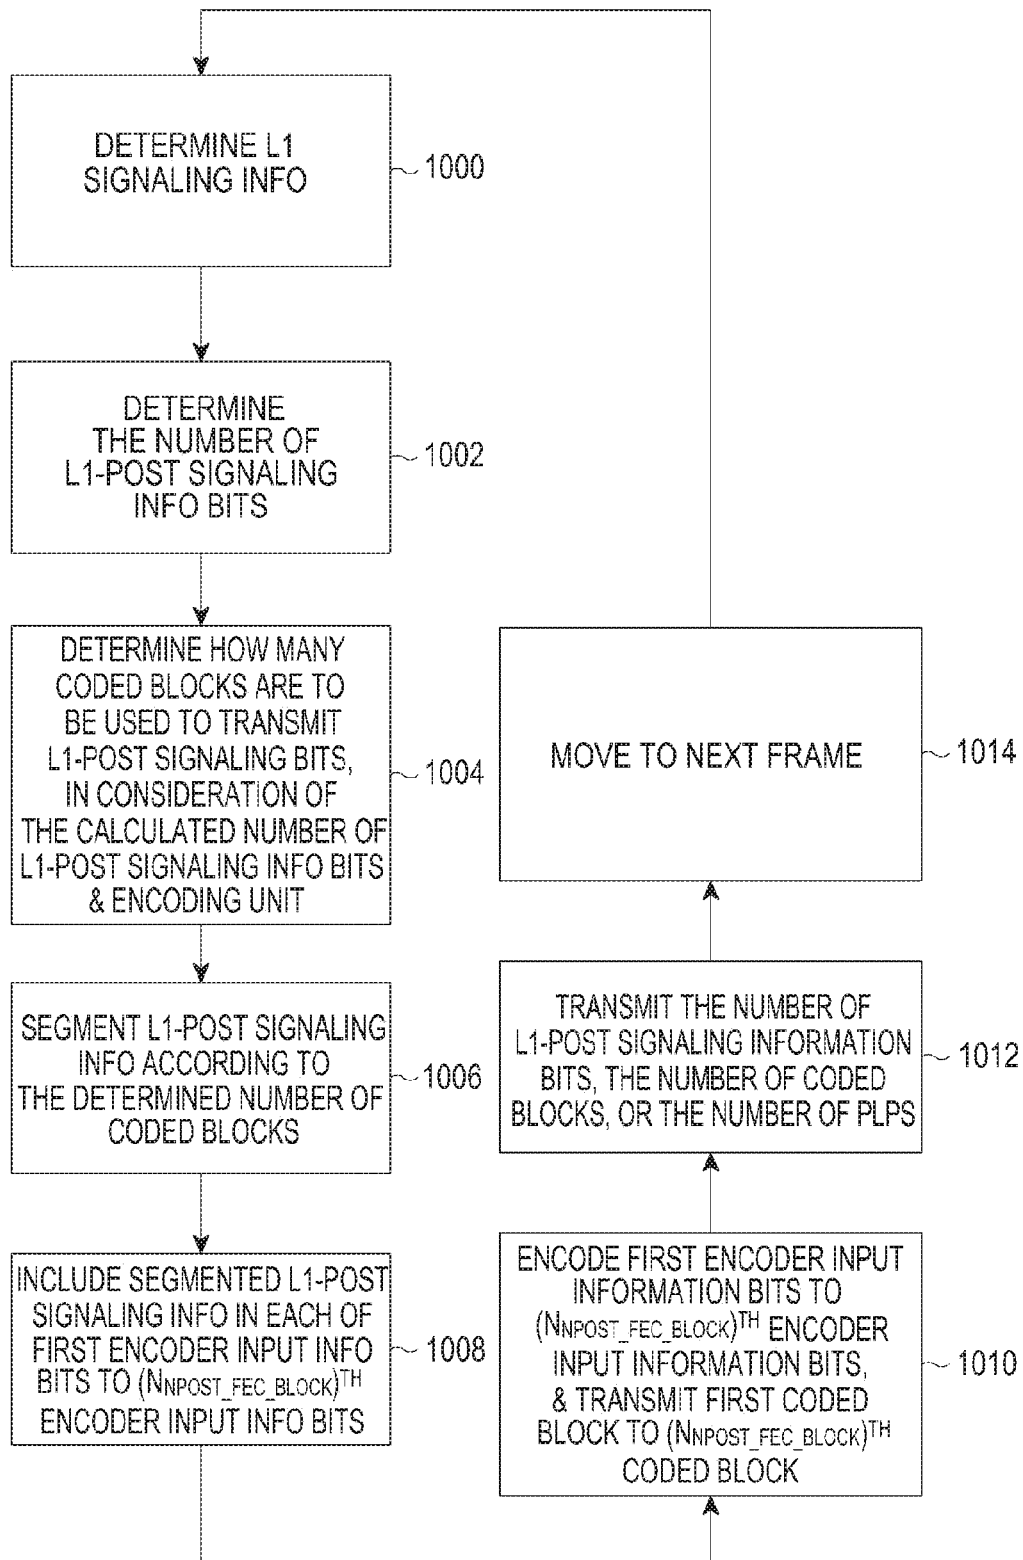 DETERMINE L1
SIGNALING INFO
1000
DETERMINE
THE NUMBER OF
L1-POST SIGNALING
INFO BITS
1002
DETERMINE HOW MANY
CODED BLOCKS ARE TO
BE USED TO TRANSMIT
L1-POST SIGNALING BITS,
IN CONSIDERATION OF
THE CALCULATED NUMBER OF
L1-POST SIGNALING INFO BITS
& ENCODING UNIT
1004
SEGMENT L1-POST SIGNALING
INFO ACCORDING TO
THE DETERMINED NUMBER OF
CODED BLOCKS
1006
INCLUDE SEGMENTED L1-POST
SIGNALING INFO IN EACH OF
FIRST ENCODER INPUT INFO
BITS TO (NNPOST_FEC_BLOCK)TH
ENCODER INPUT INFO BITS
1008
ENCODE FIRST ENCODER INPUT
INFORMATION BITS TO
(NNPOST_FEC_BLOCK)TH ENCODER
INPUT INFORMATION BITS,
& TRANSMIT FIRST CODED
BLOCK TO (NNPOST_FEC_BLOCK)TH
CODED BLOCK
1010
TRANSMIT THE NUMBER OF
L1-POST SIGNALING INFORMATION
BITS, THE NUMBER OF CODED
BLOCKS, OR THE NUMBER OF PLPS
1012
MOVE TO NEXT FRAME
1014